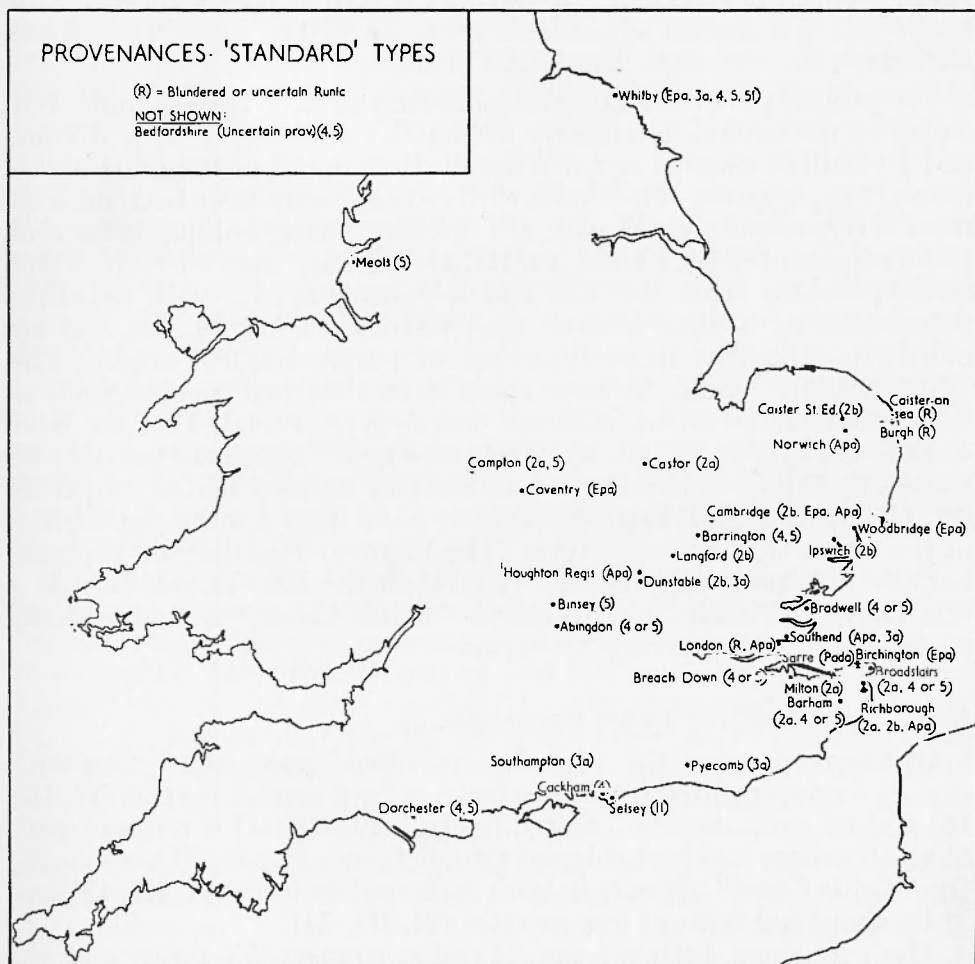 PROVENANCES· 'STANDARD' TYPES
(R) = Blundered or uncertain Runic
NOT SHOWN:
Bedfordshire (Uncertain prov.)(4,5)
Whitby (Epa, 3a, 4, 5, 51)
Meols (5)
Caister St. Ed. (2b)
Caister-on
sea (R)
Burgh (R)
Norwich (Apa)
Compton (2a, 5)
Castor (2a)
Coventry (Epa)
Cambridge (2b, Epa, Apa)
Woodbridge (Epa)
Barrington (4, 5)
Ipswich (2b)
Langford (2b)
Houghton Regis (Apa)
Dunstable (2b, 3a)
Binsey (5)
Bradwell (4 or 5)
Abingdon (4 or 5)
Southend (Apa, 3a)
London (R, Apa)
Sarre (Pada)
Birchington (Epa)
Breach Down (4 or 5)
Broadstairs
(2a, 4 or 5)
Milton (2a)
Barham
(2a, 4 or 5)
Richborough
(2a, 2b, Apa)
Southampton (3a)
Pyecomb (3a)
Cackham (4)
Selsey (11)
Dorchester (4, 5)